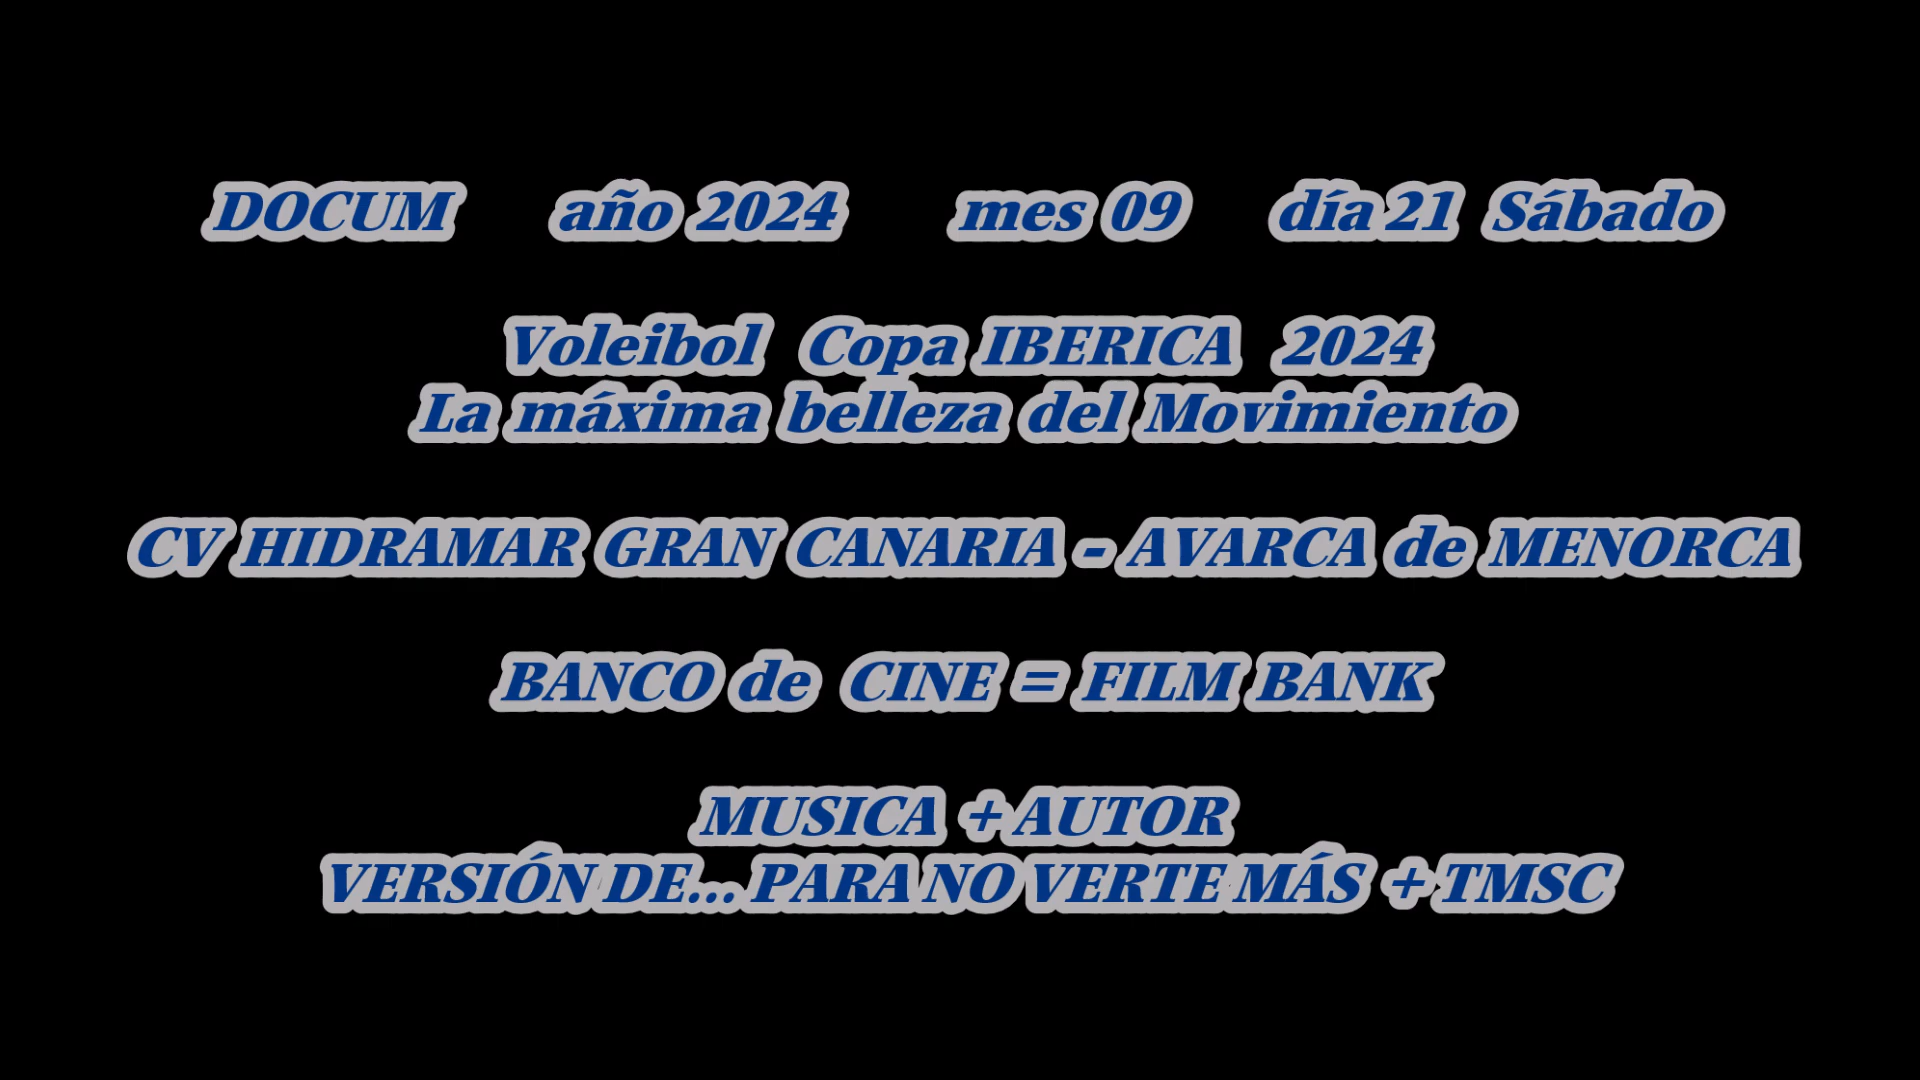 DOCUM año 2024 mes 09 día 21 Sábado
Voleibol Copa IBERICA 2024
La máxima belleza del Movimiento
CV HIDRAMAR GRAN CANARIA - AVARCA de MENORCA
BANCO de CINE = FILM BANK
MUSICA + AUTOR
VERSIÓN DE... PARA NO VERTE MÁS + TMSC